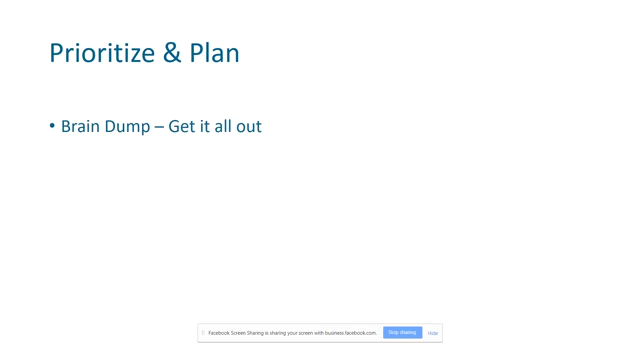 Prioritize & Plan
• Brain Dump – Get it all out
Facebook Screen Sharing is sharing your screen with business.facebook.com. Stop sharing Hide